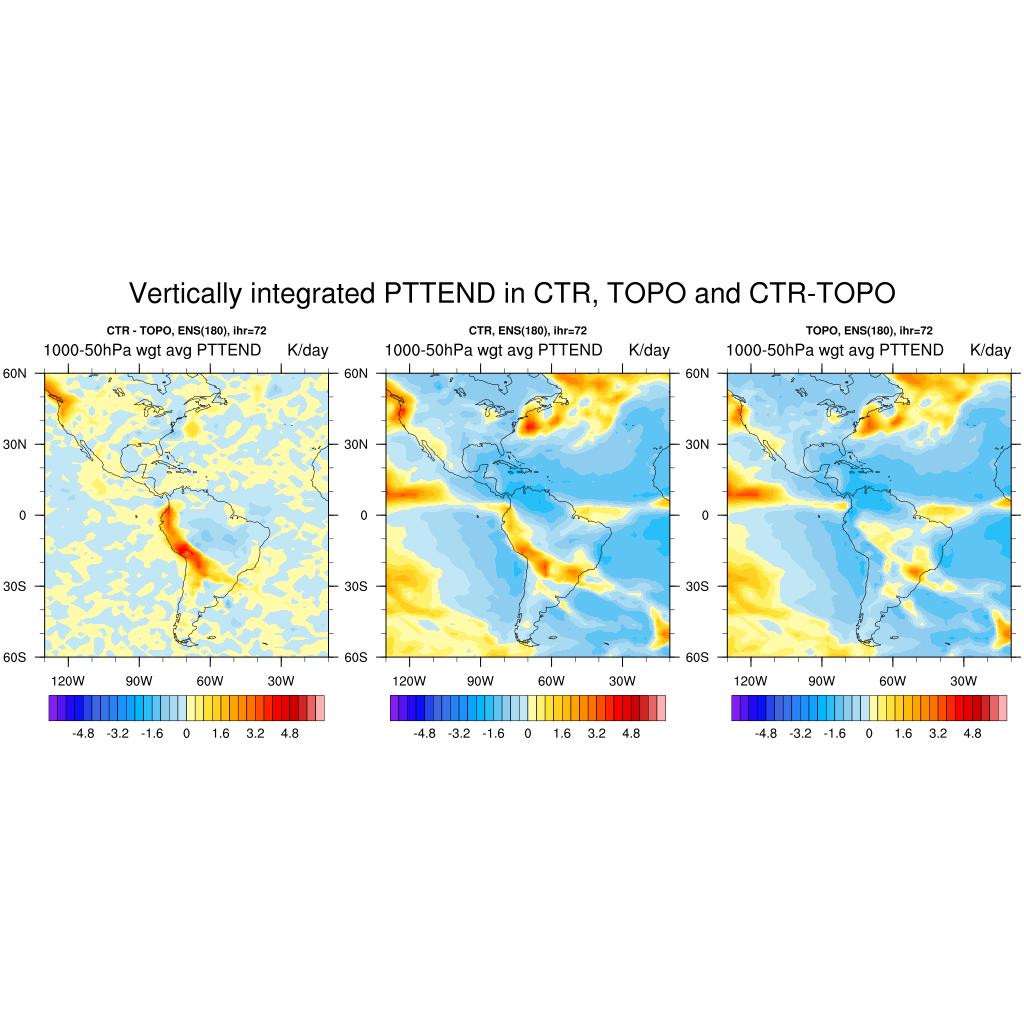 Vertically integrated PTTEND in CTR, TOPO and CTR-TOPO
CTR - TOPO, ENS(180), ihr=72
1000-50hPa wgt avg PTTEND K/day
60N
30N
0
30S
60S
120W 90W 60W 30W
-4.8 -3.2 -1.6 0 1.6 3.2 4.8
CTR, ENS(180), ihr=72
1000-50hPa wgt avg PTTEND K/day
60N
30N
0
30S
60S
120W 90W 60W 30W
-4.8 -3.2 -1.6 0 1.6 3.2 4.8
TOPO, ENS(180), ihr=72
1000-50hPa wgt avg PTTEND K/day
60N
30N
0
30S
60S
120W 90W 60W 30W
-4.8 -3.2 -1.6 0 1.6 3.2 4.8